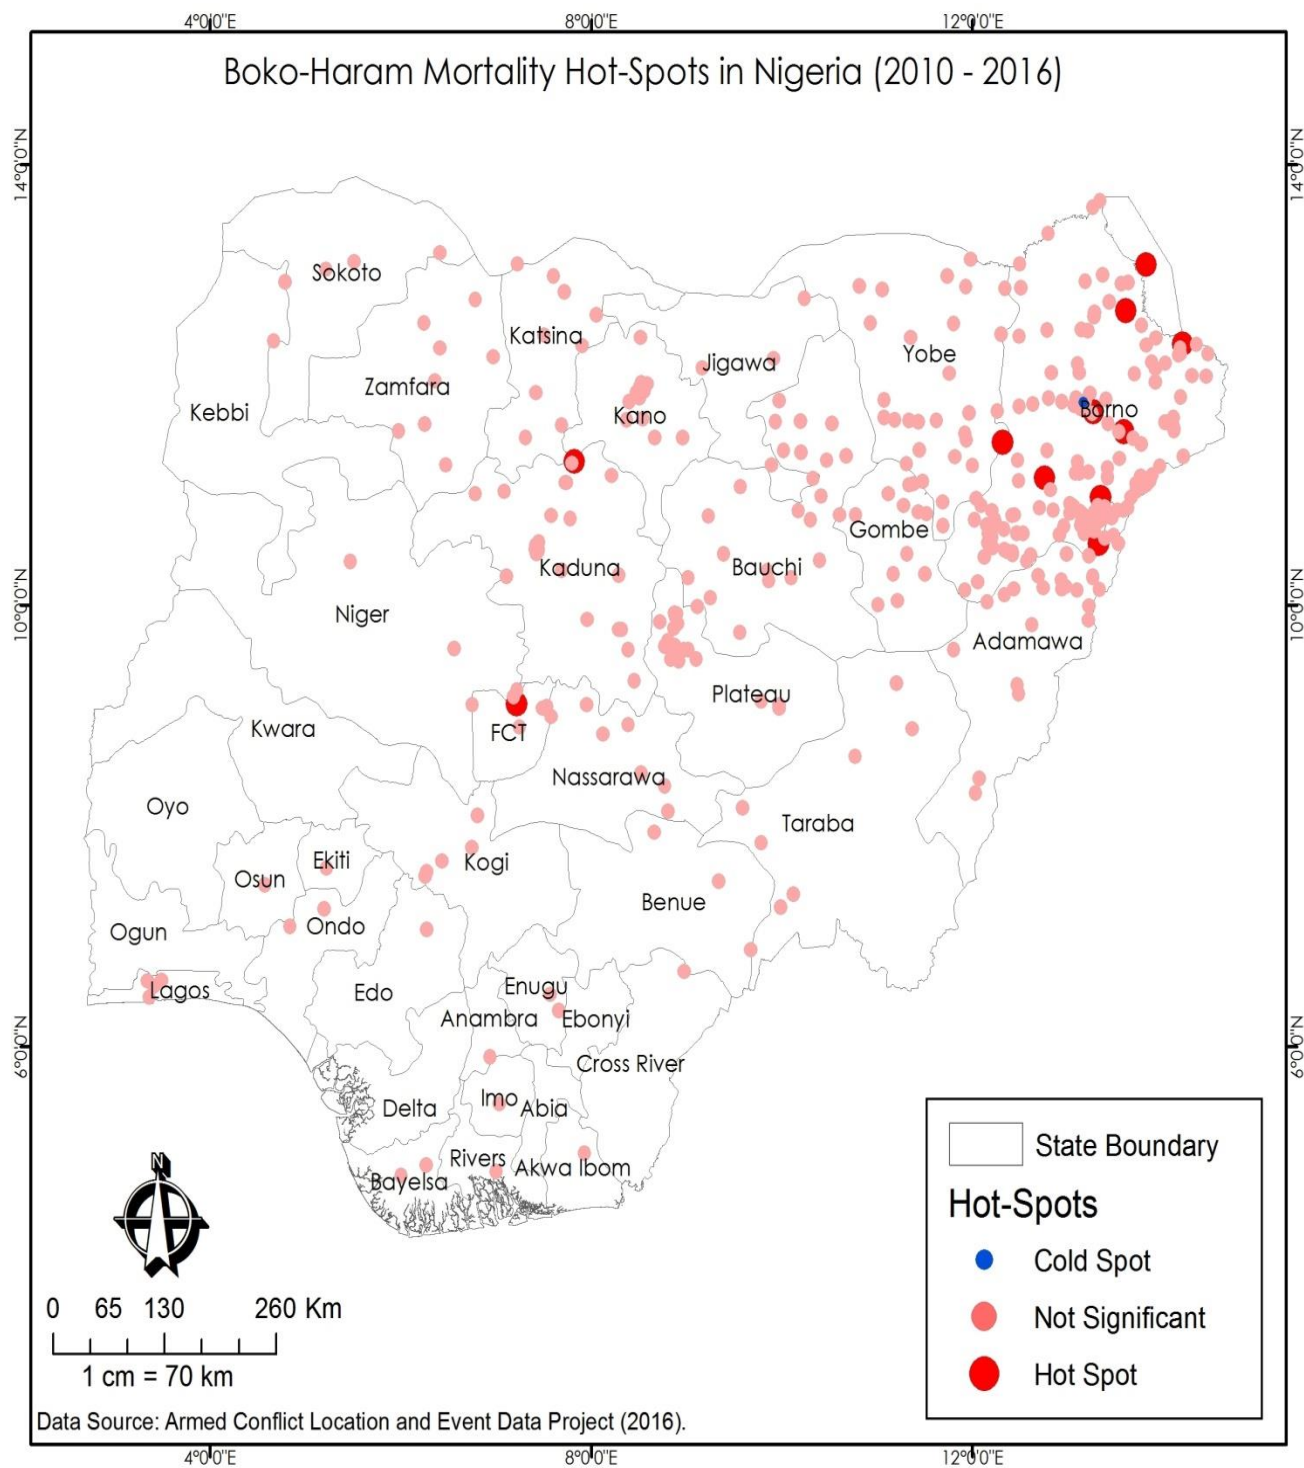 4°0'0"E 8°0'0"E 12°0'0"E
Boko-Haram Mortality Hot-Spots in Nigeria (2010 - 2016)
14°0'0"N 14°0'0"N
Sokoto
Katsina
Jigawa
Yobe
Zamfara
Kebbi
Kano
Borno
Gombe
Kaduna
Bauchi
10°0'0"N 10°0'0"N
Niger
Adamawa
Plateau
Kwara
FCT
Nassarawa
Oyo
Taraba
Ekiti
Kogi
Osun
Benue
Ogun
Ondo
Lagos
Edo
Enugu
Anambra
Ebonyi
6°0'0"N 6°0'0"N
Cross River
Delta
Imo
Abia
Rivers
Akwa Ibom
Bayelsa
State Boundary
Hot-Spots
Cold Spot
Not Significant
Hot Spot
N
0 65 130 260 Km
1 cm = 70 km
Data Source: Armed Conflict Location and Event Data Project (2016).
4°0'0"E 8°0'0"E 12°0'0"E